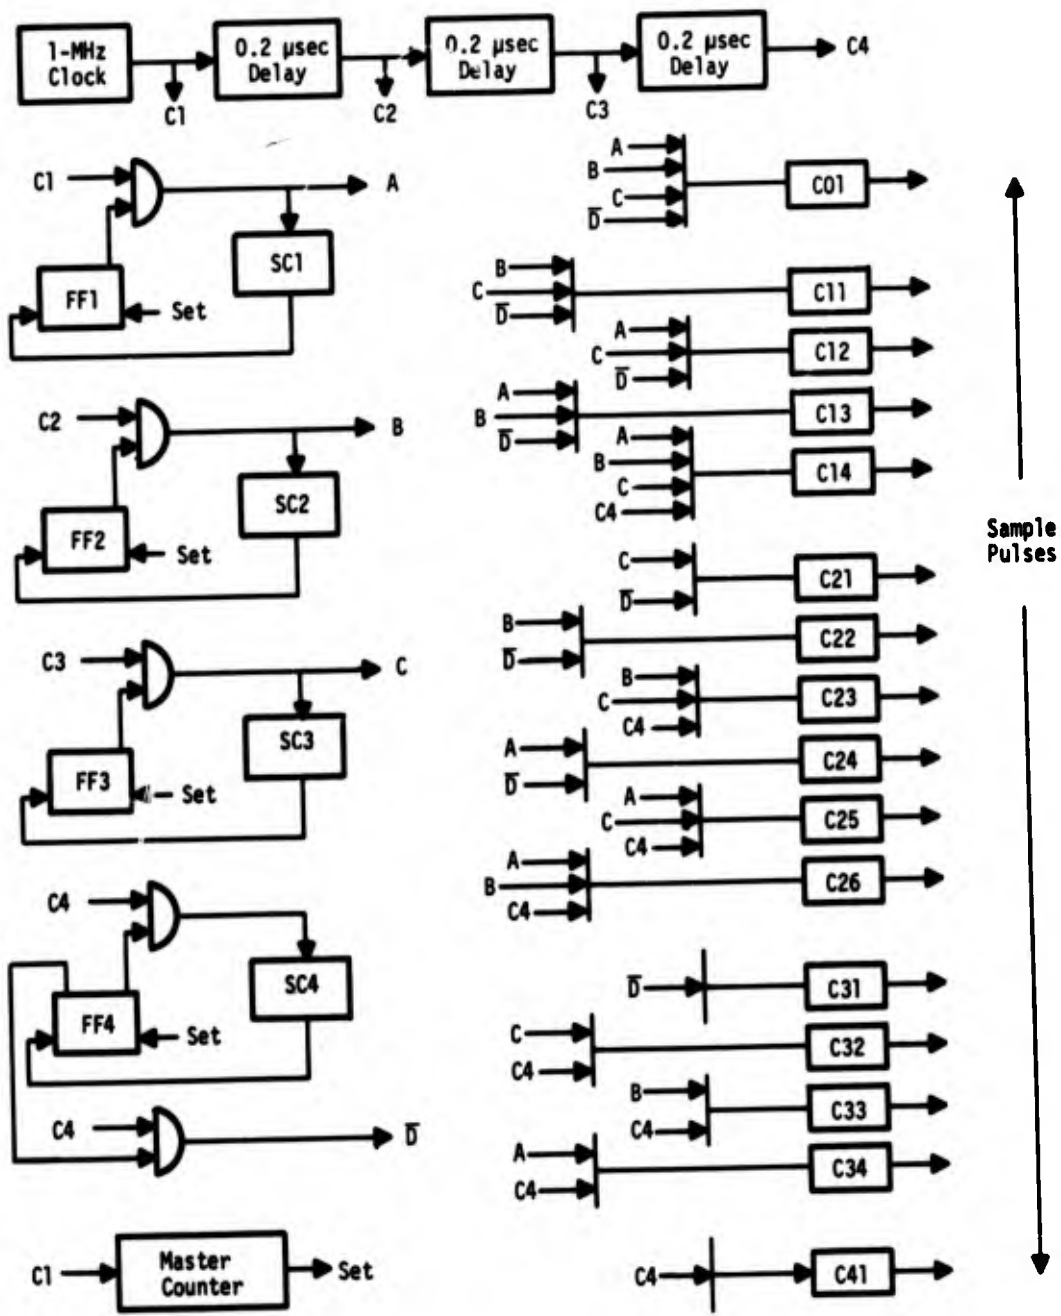 1-MHz
Clock
0.2 µsec
Delay
0.2 µsec
Delay
0.2 µsec
Delay
C4
C1
C2
C3
C1
A
SC1
FF1
Set
C2
B
SC2
FF2
Set
C3
C
SC3
FF3
Set
C4
SC4
FF4
Set
C4
D̅
C1
Master
Counter
Set
A
B
C
D̅
C01
B
C
D̅
C11
A
C
D̅
C12
A
B
D̅
C13
A
B
C
C4
C14
C
D̅
C21
B
D̅
C22
B
C
C4
C23
A
D̅
C24
A
C
C4
C25
A
B
C4
C26
D̅
C31
C
C4
C32
B
C4
C33
A
C4
C34
C4
C41
Sample
Pulses